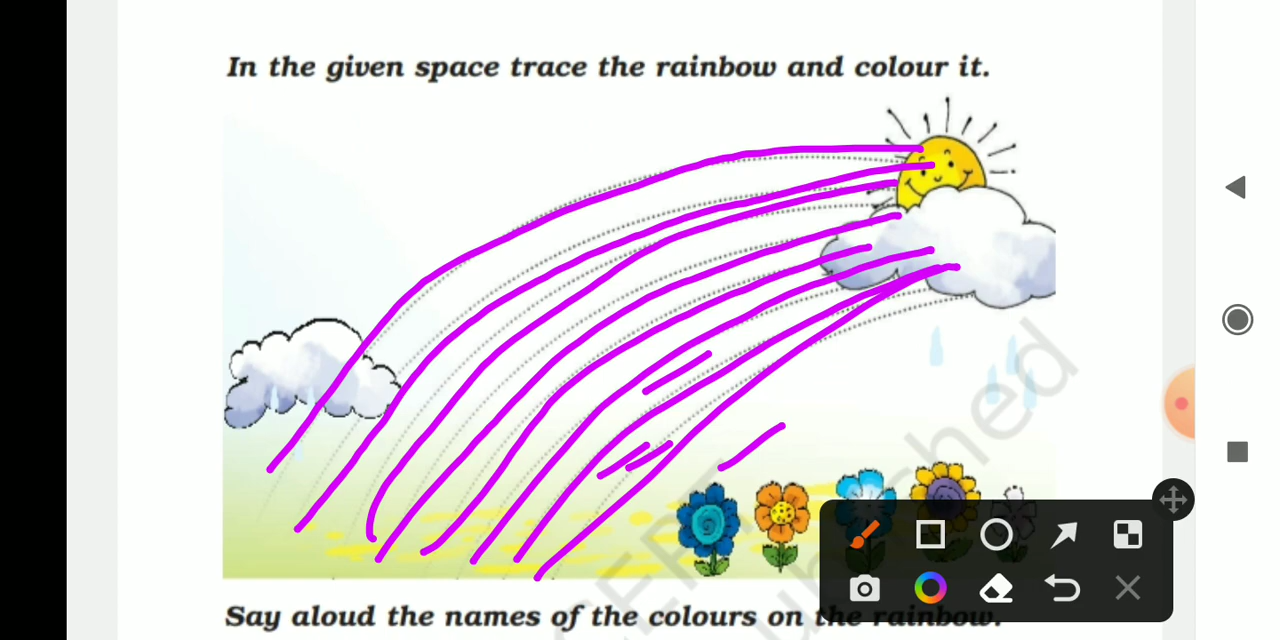 In the given space trace the rainbow and colour it.
Say aloud the names of the colours on the rainbow.